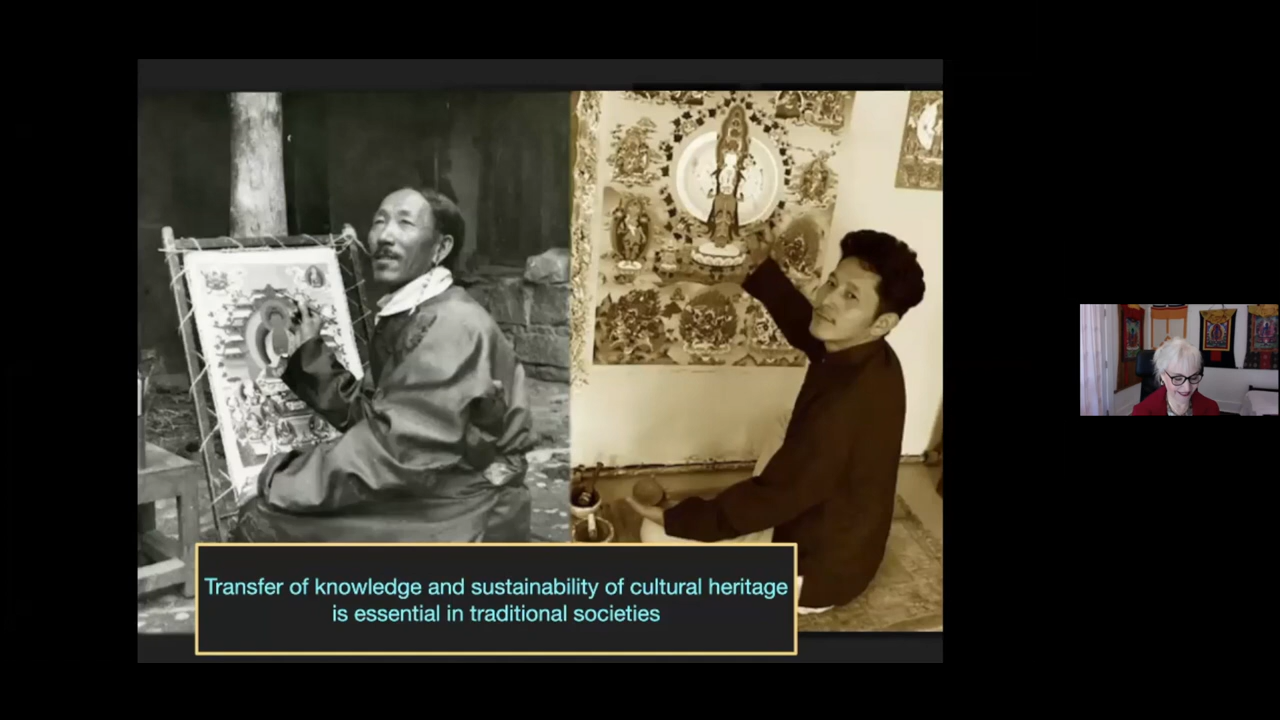 Transfer of knowledge and sustainability of cultural heritage
is essential in traditional societies